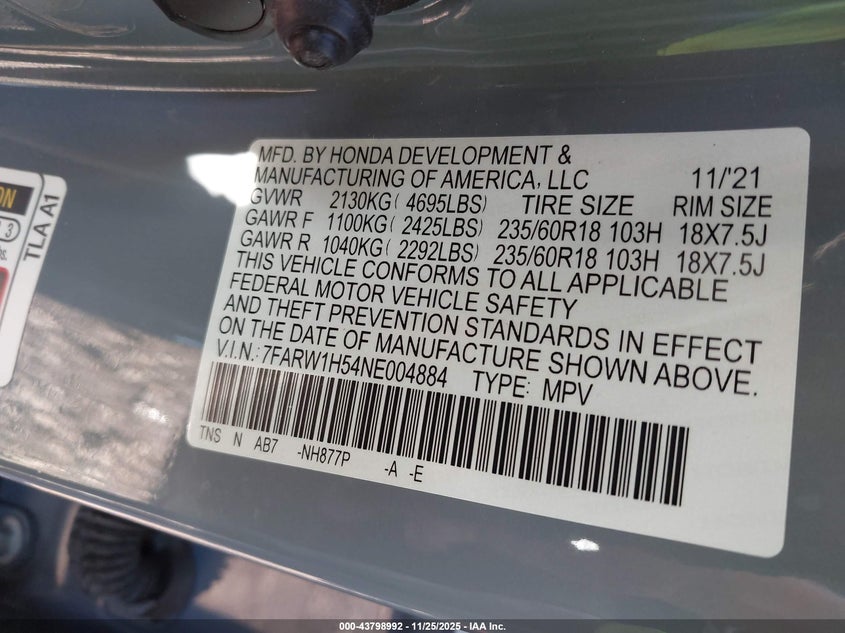 MFD. BY HONDA DEVELOPMENT &
MANUFACTURING OF AMERICA, LLC 11/'21
GVWR 2130KG( 4695LBS) TIRE SIZE RIM SIZE
GAWR F 1100KG( 2425LBS) 235/60R18 103H 18X7.5J
GAWR R 1040KG( 2292LBS) 235/60R18 103H 18X7.5J
THIS VEHICLE CONFORMS TO ALL APPLICABLE
FEDERAL MOTOR VEHICLE SAFETY
AND THEFT PREVENTION STANDARDS IN EFFECT
ON THE DATE OF MANUFACTURE SHOWN ABOVE.
V.I.N.:7FARW1H54NE004884 TYPE: MPV
TNS N AB7 -NH877P -A -E
ON
3
TLA A1
000-43798992 - 11/25/2025 - IAA Inc.